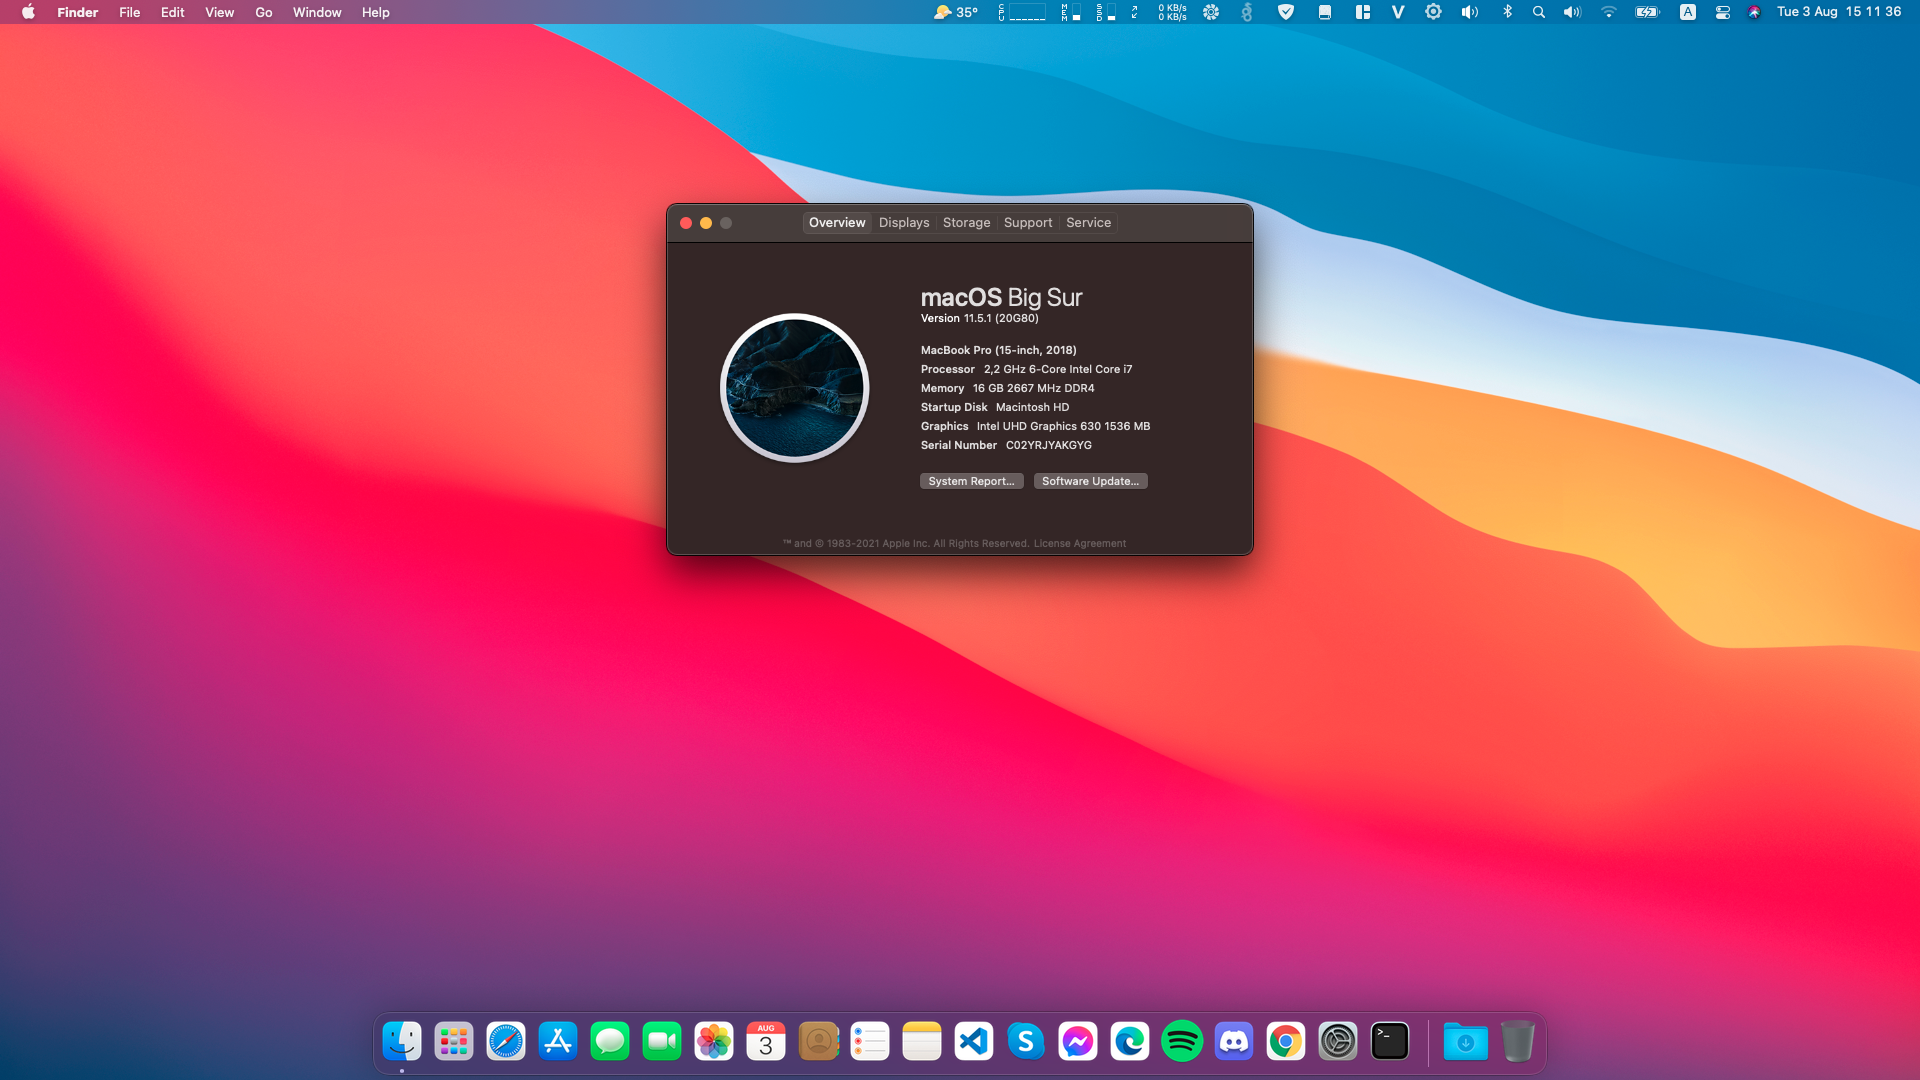 Finder File Edit View Go Window Help 35° CPU MEM SSD 0 KB/s V A Tue 3 Aug 15 11 36
0 KB/s
Overview Displays Storage Support Service
macOS Big Sur
Version 11.5.1 (20G80)
MacBook Pro (15-inch, 2018)
Processor 2,2 GHz 6-Core Intel Core i7
Memory 16 GB 2667 MHz DDR4
Startup Disk Macintosh HD
Graphics Intel UHD Graphics 630 1536 MB
Serial Number C02YRJYAKGYG
System Report... Software Update...
™ and © 1983-2021 Apple Inc. All Rights Reserved. License Agreement
AUG
3
S
>_